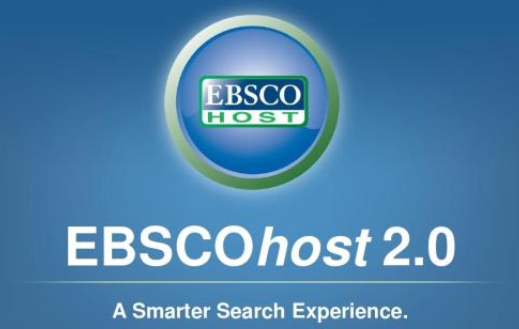 EBSCO
HOST
EBSCOhost 2.0
A Smarter Search Experience.